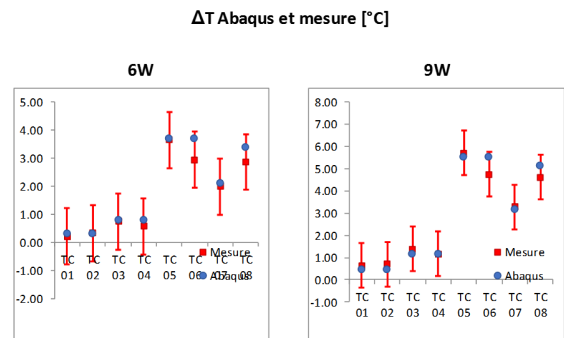 ΔT Abaqus et mesure [°C]
6W
5.00
4.00
3.00
2.00
1.00
0.00
-1.00
-2.00
TC TC TC TC TC TC TC TC
01 02 03 04 05 06 07 08
Mesure
Abaqus
9W
8.00
7.00
6.00
5.00
4.00
3.00
2.00
1.00
0.00
-1.00
Mesure
Abaqus
TC TC TC TC TC TC TC TC
01 02 03 04 05 06 07 08